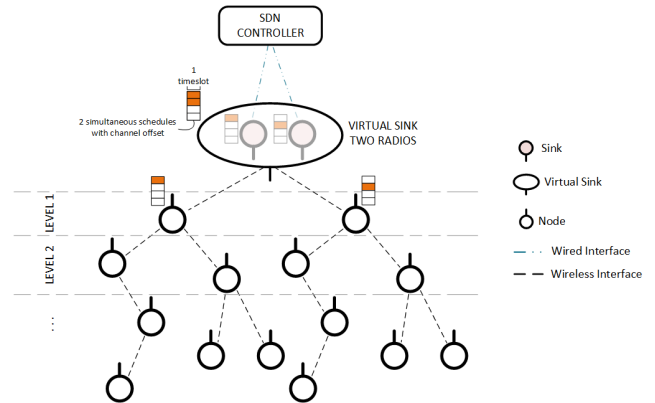 SDN
CONTROLLER
1
timeslot
2 simultaneous schedules
with channel offset
VIRTUAL SINK
TWO RADIOS
LEVEL 1
LEVEL 2
...
Sink
Virtual Sink
Node
Wired Interface
Wireless Interface